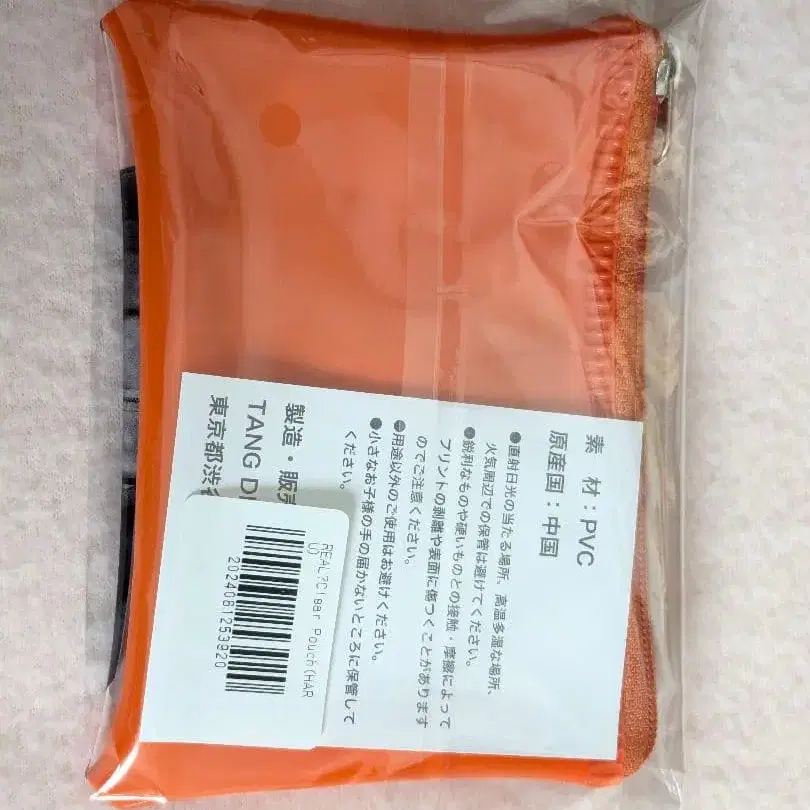 素　材：PVC
原産国：中国
●直射日光の当たる場所、高温多湿な場所、
火気周辺での保管は避けてください。
●鋭利なものや硬いものとの接触・摩擦によって
プリントの剥離や表面に傷つくことがあります
のでご注意ください。
●用途以外のご使用はお避けください。
●小さなお子様の手の届かないところに保管して
ください。
製造・販売
TANG D
東京都渋谷
REAL?Clear Pouch(HAR
U)
2024081253920